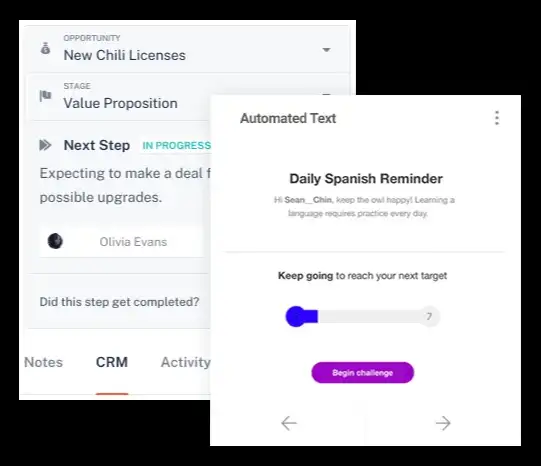 OPPORTUNITY
New Chili Licenses
STAGE
Value Proposition
Next Step IN PROGRESS
Expecting to make a deal f
possible upgrades.
Olivia Evans
Did this step get completed?
Notes CRM Activity
Automated Text
Daily Spanish Reminder
Hi Sean__Chin, keep the owl happy! Learning a
language requires practice every day.
Keep going to reach your next target
7
Begin challenge